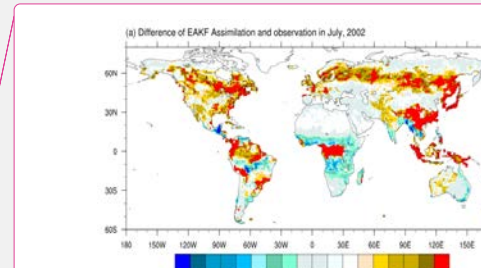 (a) Difference of EAKF Assimilation and observation in July, 2002
60N
30N
0
30S
60S
180 150W 120W 90W 60W 30W 0 30E 60E 90E 120E 150E